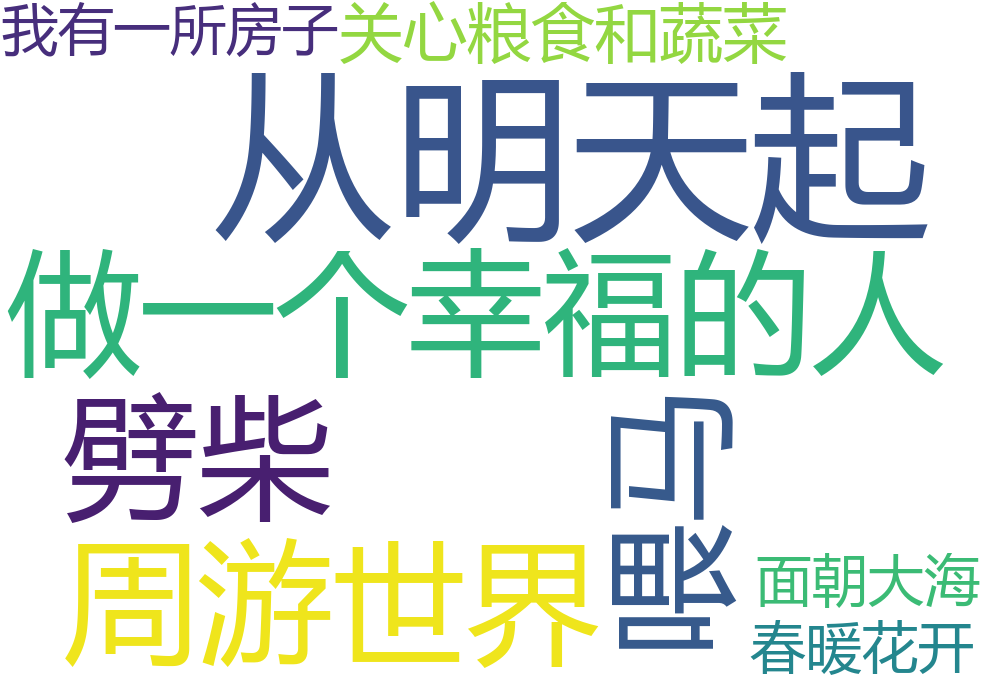 我有一所房子
关心粮食和蔬菜
从明天起
做一个幸福的人
劈柴
喂马
周游世界
面朝大海
春暖花开